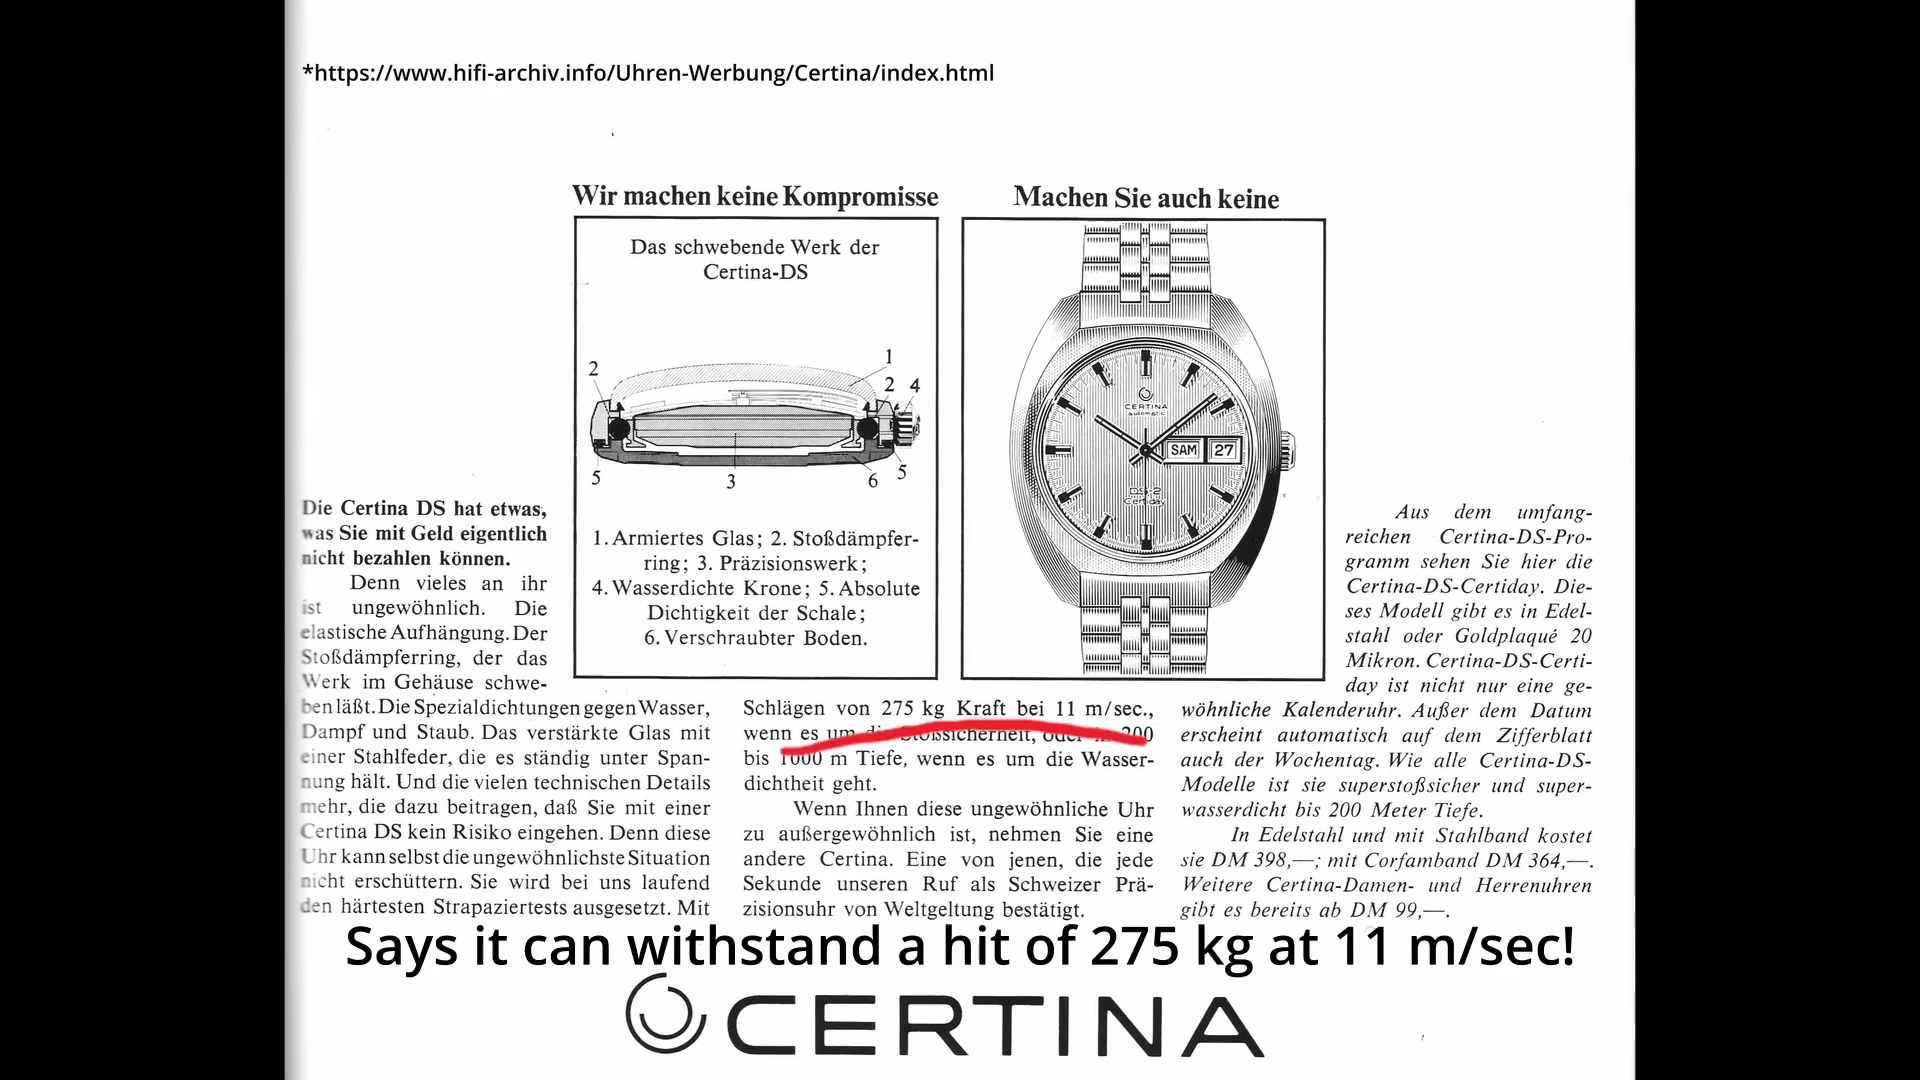 *https://www.hifi-archiv.info/Uhren-Werbung/Certina/index.html
Wir machen keine Kompromisse
Das schwebende Werk der
Certina-DS
1
2
2
4
5
3
6
5
1. Armiertes Glas; 2. Stoßdämpfer-
ring; 3. Präzisionswerk;
4. Wasserdichte Krone; 5. Absolute
Dichtigkeit der Schale;
6. Verschraubter Boden.
Machen Sie auch keine
CERTINA
automatic
SAM 27
DS-2
Certiday
Die Certina DS hat etwas,
was Sie mit Geld eigentlich
nicht bezahlen können.
Denn vieles an ihr
ist ungewöhnlich. Die
elastische Aufhängung. Der
Stoßdämpferring, der das
Werk im Gehäuse schwe-
ben läßt. Die Spezialdichtungen gegen Wasser,
Dampf und Staub. Das verstärkte Glas mit
einer Stahlfeder, die es ständig unter Span-
nung hält. Und die vielen technischen Details
mehr, die dazu beitragen, daß Sie mit einer
Certina DS kein Risiko eingehen. Denn diese
Uhr kann selbst die ungewöhnlichste Situation
nicht erschüttern. Sie wird bei uns laufend
den härtesten Strapaziertests ausgesetzt. Mit
Schlägen von 275 kg Kraft bei 11 m/sec.,
wenn es um die Stoßsicherheit, oder in 200
bis 1000 m Tiefe, wenn es um die Wasser-
dichtheit geht.
Wenn Ihnen diese ungewöhnliche Uhr
zu außergewöhnlich ist, nehmen Sie eine
andere Certina. Eine von jenen, die jede
Sekunde unseren Ruf als Schweizer Prä-
zisionsuhr von Weltgeltung bestätigt.
Aus dem umfang-
reichen Certina-DS-Pro-
gramm sehen Sie hier die
Certina-DS-Certiday. Die-
ses Modell gibt es in Edel-
stahl oder Goldplaqué 20
Mikron. Certina-DS-Certi-
day ist nicht nur eine ge-
wöhnliche Kalenderuhr. Außer dem Datum
erscheint automatisch auf dem Zifferblatt
auch der Wochentag. Wie alle Certina-DS-
Modelle ist sie superstoßsicher und super-
wasserdicht bis 200 Meter Tiefe.
In Edelstahl und mit Stahlband kostet
sie DM 398,—; mit Corfamband DM 364,—.
Weitere Certina-Damen- und Herrenuhren
gibt es bereits ab DM 99,—.
Says it can withstand a hit of 275 kg at 11 m/sec!
CERTINA